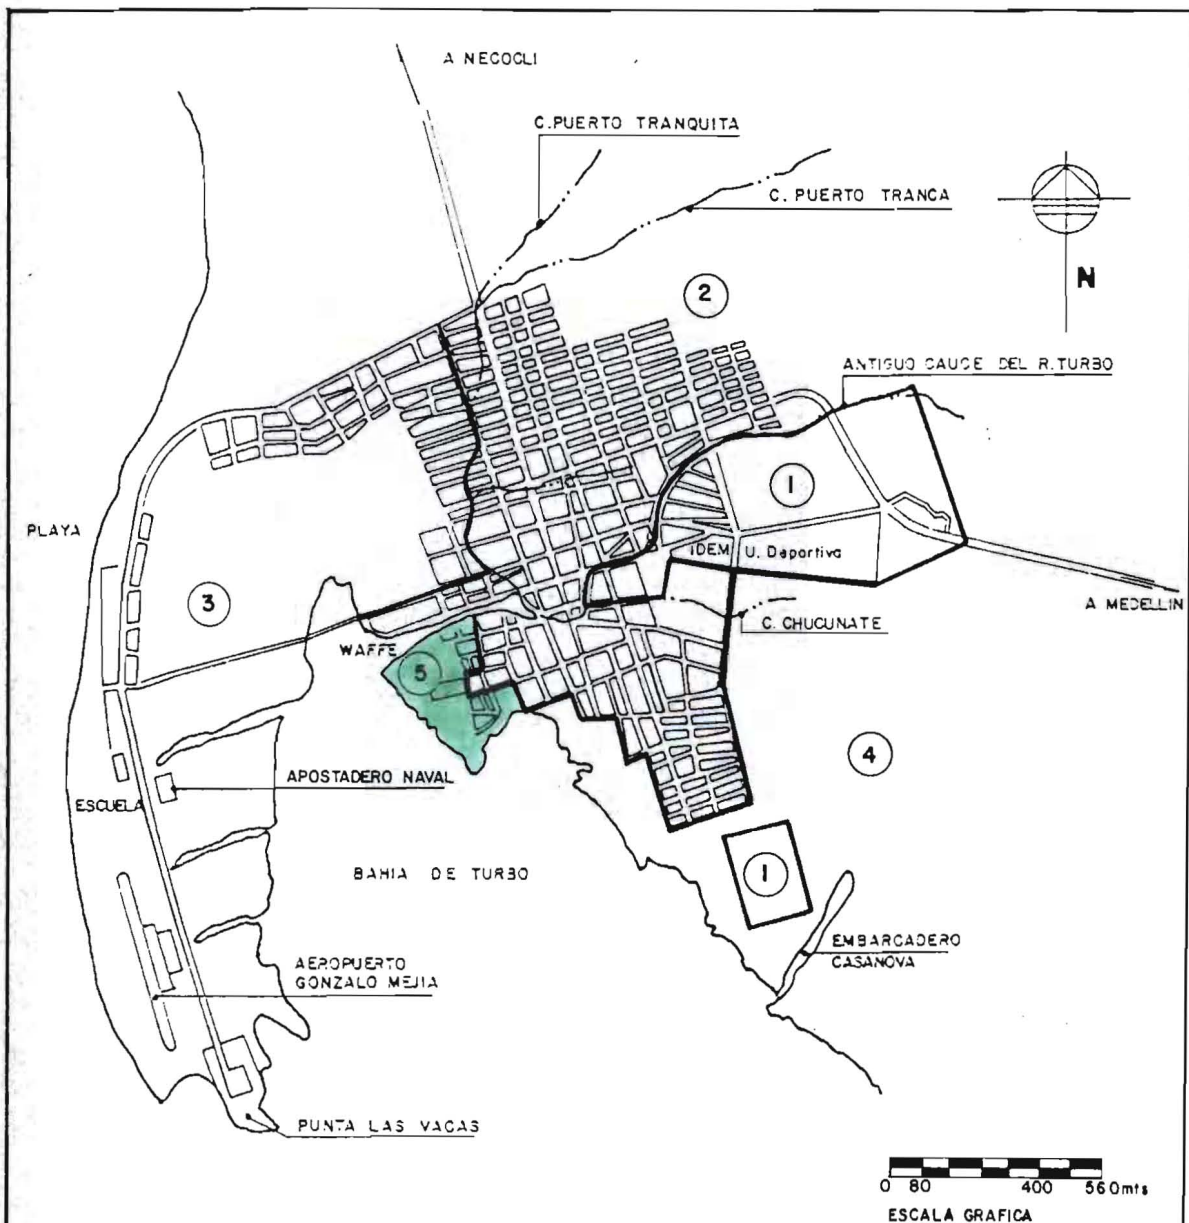 A NECOCLI
C. PUERTO TRANQUITA
C. PUERTO TRANCA
N
2
ANTIGUO CAUCE DEL R. TURBO
1
PLAYA
IDEM U. Deportiva
3
A MEDELLIN
C. CHUCUNATE
WAFFE
5
4
APOSTADERO NAVAL
ESCUELA
BAHIA DE TURBO
1
EMBARCADERO
CASANOVA
AEROPUERTO
GONZALO MEJIA
PUNTA LAS VACAS
0 80 400 560mts
ESCALA GRAFICA